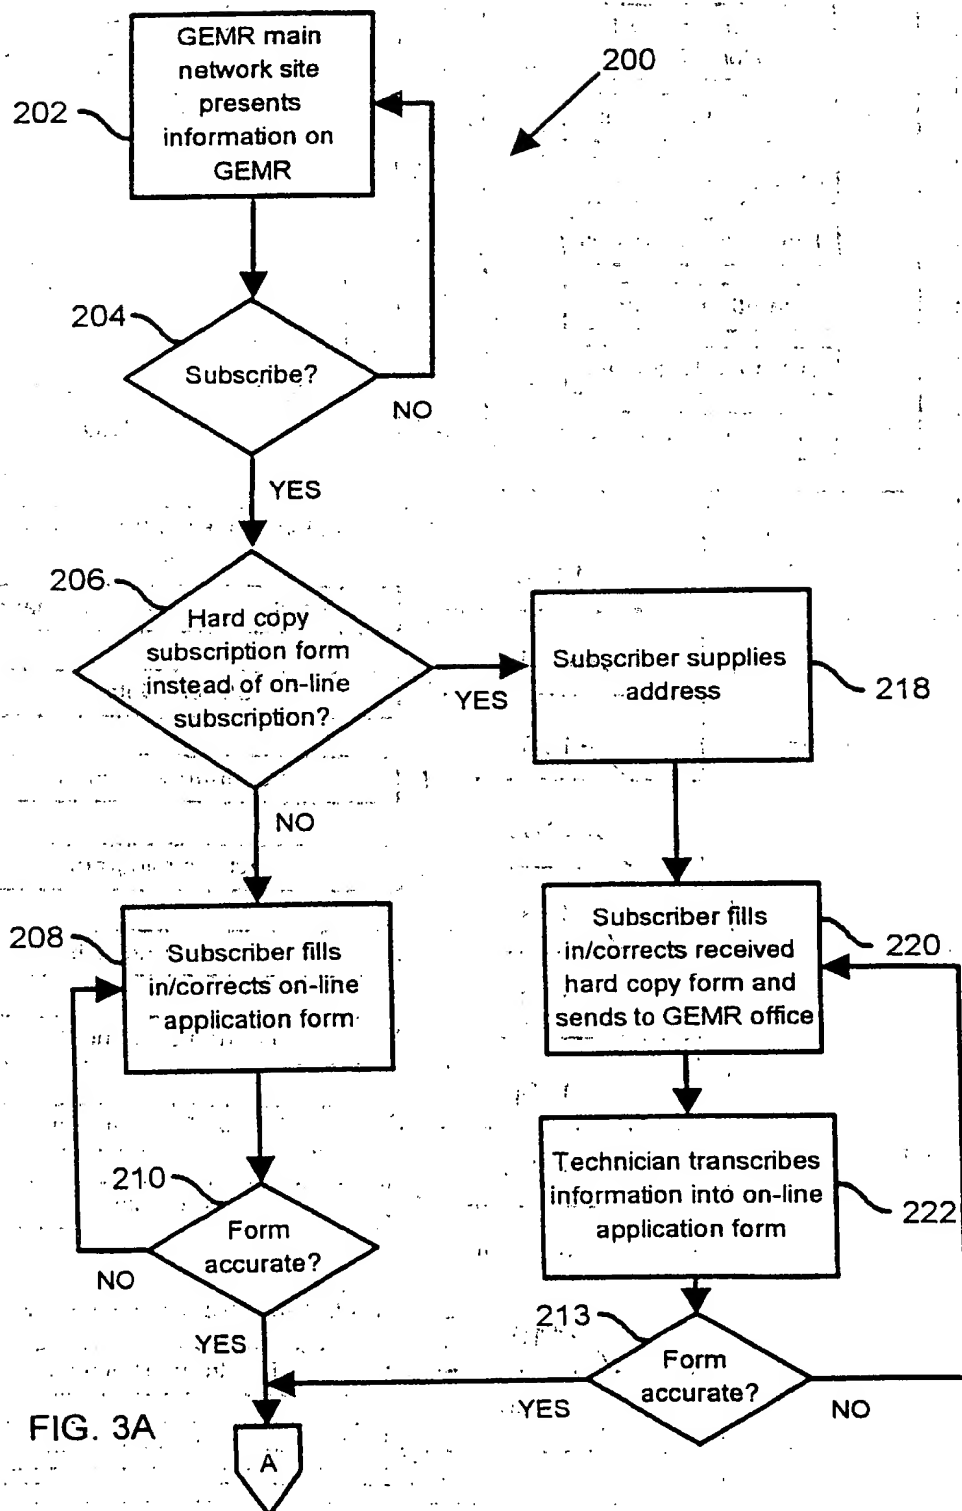 GEMR main
network site
presents
information on
GEMR
202
200
204
Subscribe?
NO
YES
206
Hard copy
subscription form
instead of on-line
subscription?
YES
Subscriber supplies
address
218
NO
208
Subscriber fills
in/corrects on-line
application form
Subscriber fills
in/corrects received
hard copy form and
sends to GEMR office
220
210
Form
accurate?
NO
YES
Technician transcribes
information into on-line
application form
222
213
Form
accurate?
YES
NO
FIG. 3A
A